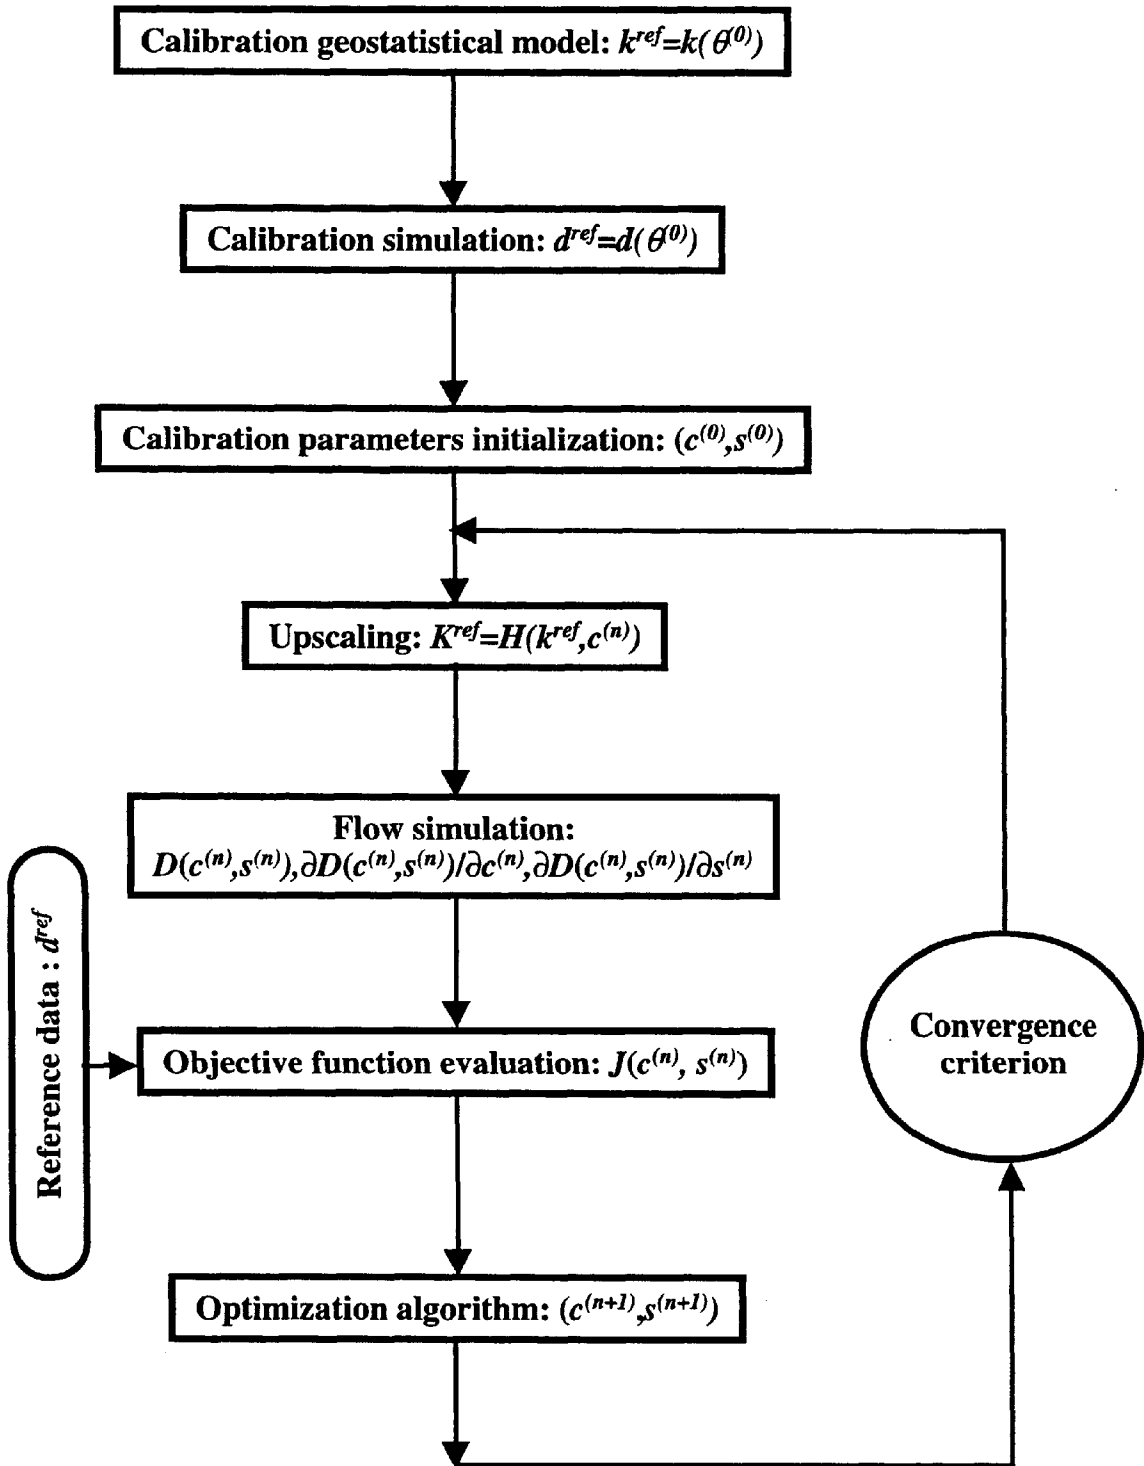 Calibration geostatistical model: k^ref=k(θ^(0))
Calibration simulation: d^ref=d(θ^(0))
Calibration parameters initialization: (c^(0),s^(0))
Upscaling: K^ref=H(k^ref,c^(n))
Flow simulation:
D(c^(n),s^(n)),∂D(c^(n),s^(n))/∂c^(n),∂D(c^(n),s^(n))/∂s^(n)
Reference data : d^ref
Objective function evaluation: J(c^(n), s^(n))
Convergence
criterion
Optimization algorithm: (c^(n+1),s^(n+1))